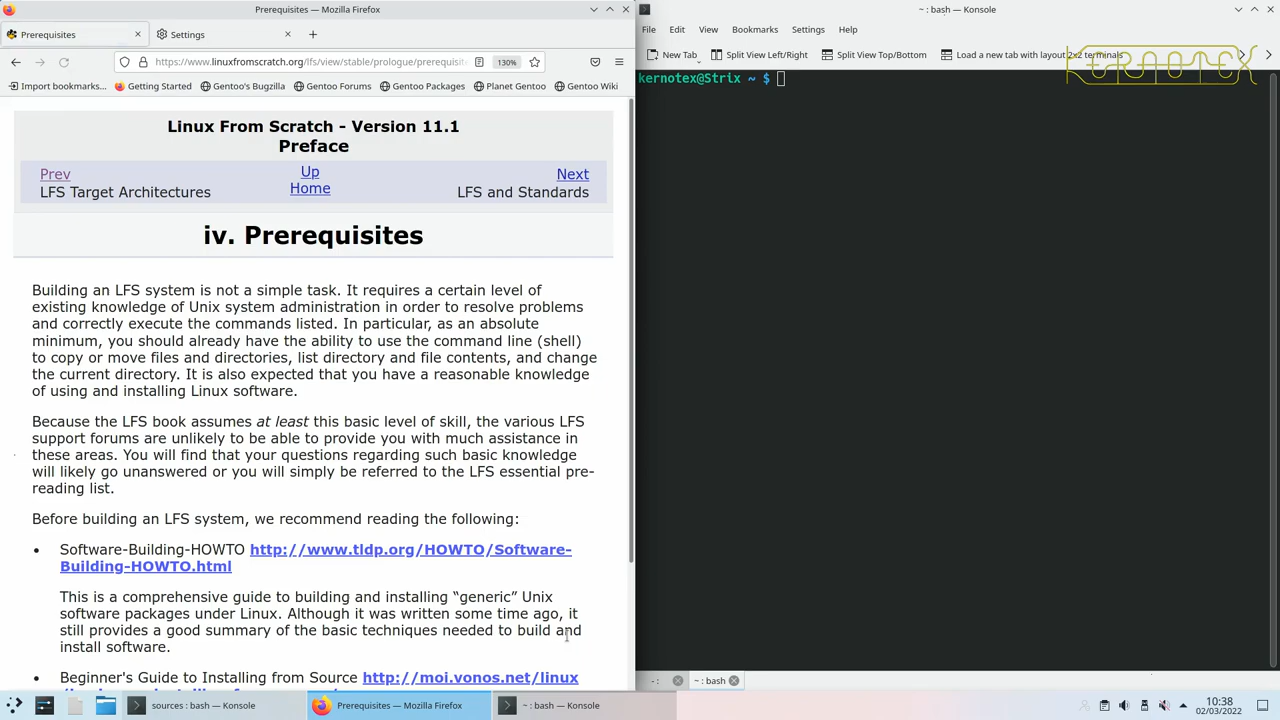 Prerequisites — Mozilla Firefox
~ : bash — Konsole
Prerequisites
Settings
File Edit View Bookmarks Settings Help
https://www.linuxfromscratch.org/lfs/view/stable/prologue/prerequisit
130%
New Tab
Split View Left/Right
Split View Top/Bottom
Load a new tab with layout 2x2 terminals
KERNOTEX
Import bookmarks...
Getting Started
Gentoo's Bugzilla
Gentoo Forums
Gentoo Packages
Planet Gentoo
Gentoo Wiki
kernotex@Strix ~ $
Linux From Scratch - Version 11.1
Preface
Prev
Up
Next
LFS Target Architectures
Home
LFS and Standards
iv. Prerequisites
Building an LFS system is not a simple task. It requires a certain level of
existing knowledge of Unix system administration in order to resolve problems
and correctly execute the commands listed. In particular, as an absolute
minimum, you should already have the ability to use the command line (shell)
to copy or move files and directories, list directory and file contents, and change
the current directory. It is also expected that you have a reasonable knowledge
of using and installing Linux software.
Because the LFS book assumes at least this basic level of skill, the various LFS
support forums are unlikely to be able to provide you with much assistance in
these areas. You will find that your questions regarding such basic knowledge
will likely go unanswered or you will simply be referred to the LFS essential pre-
reading list.
Before building an LFS system, we recommend reading the following:
• Software-Building-HOWTO http://www.tldp.org/HOWTO/Software-
Building-HOWTO.html
This is a comprehensive guide to building and installing “generic” Unix
software packages under Linux. Although it was written some time ago, it
still provides a good summary of the basic techniques needed to build and
install software.
• Beginner's Guide to Installing from Source http://moi.vonos.net/linux
~ : bash
sources : bash — Konsole
Prerequisites — Mozilla Firefox
~ : bash — Konsole
10:38
02/03/2022